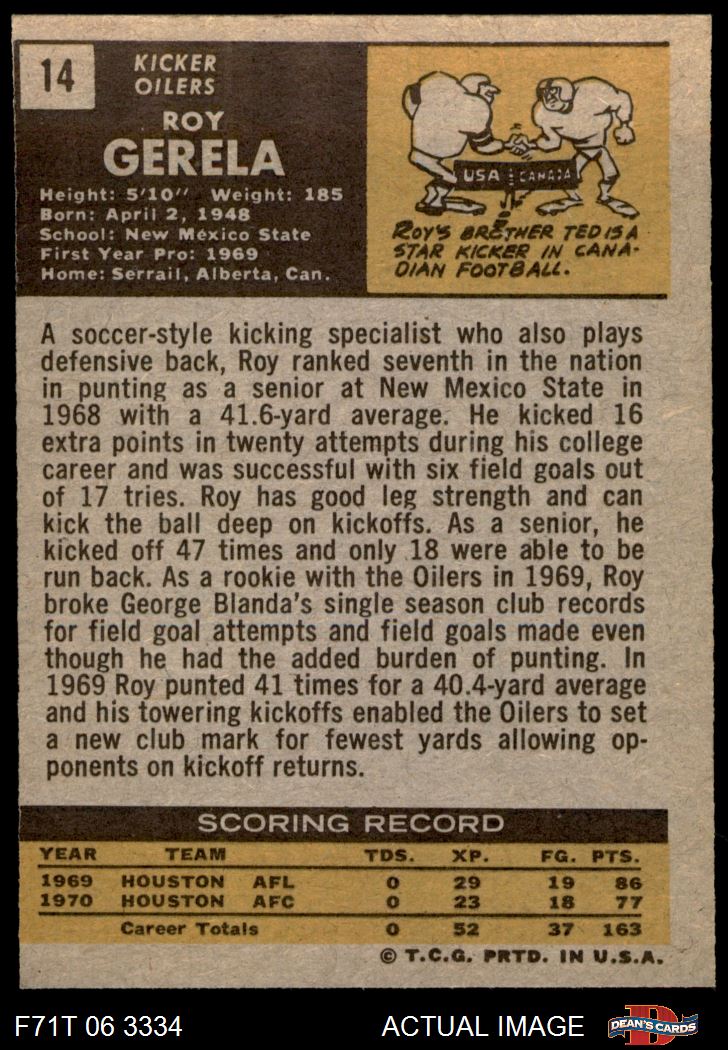 14
KICKER
OILERS
ROY
GERELA
Height: 5'10" Weight: 185
Born: April 2, 1948
School: New Mexico State
First Year Pro: 1969
Home: Serrail, Alberta, Can.
USA CANADA
ROY'S BROTHER TED IS A
STAR KICKER IN CANA-
DIAN FOOTBALL.
A soccer-style kicking specialist who also plays
defensive back, Roy ranked seventh in the nation
in punting as a senior at New Mexico State in
1968 with a 41.6-yard average. He kicked 16
extra points in twenty attempts during his college
career and was successful with six field goals out
of 17 tries. Roy has good leg strength and can
kick the ball deep on kickoffs. As a senior, he
kicked off 47 times and only 18 were able to be
run back. As a rookie with the Oilers in 1969, Roy
broke George Blanda's single season club records
for field goal attempts and field goals made even
though he had the added burden of punting. In
1969 Roy punted 41 times for a 40.4-yard average
and his towering kickoffs enabled the Oilers to set
a new club mark for fewest yards allowing op-
ponents on kickoff returns.
SCORING RECORD
YEAR TEAM TDS. XP. FG. PTS.
1969 HOUSTON AFL 0 29 19 86
1970 HOUSTON AFC 0 23 18 77
Career Totals 0 52 37 163
© T.C.G. PRTD. IN U.S.A.
F71T 06 3334 ACTUAL IMAGE D DEAN'S CARDS